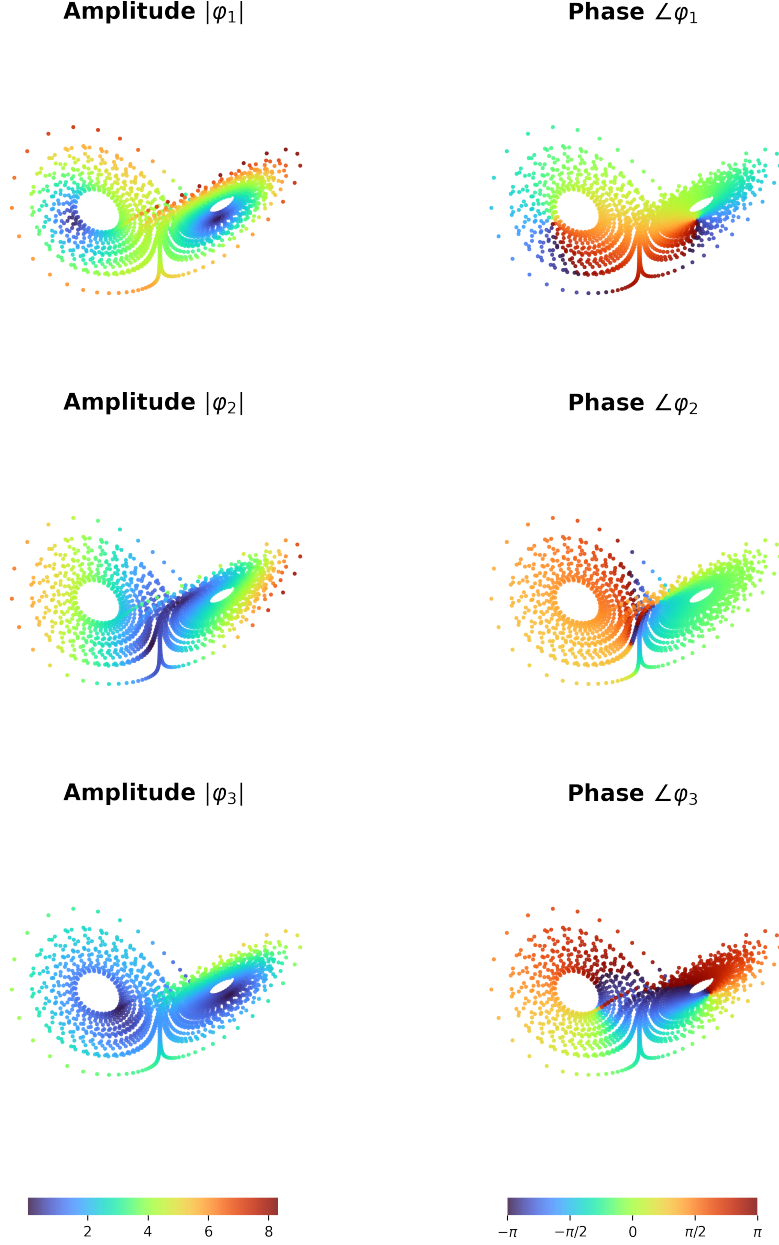 Amplitude |φ₁|
Phase ∠φ₁
Amplitude |φ₂|
Phase ∠φ₂
Amplitude |φ₃|
Phase ∠φ₃
2 4 6 8
−π −π/2 0 π/2 π